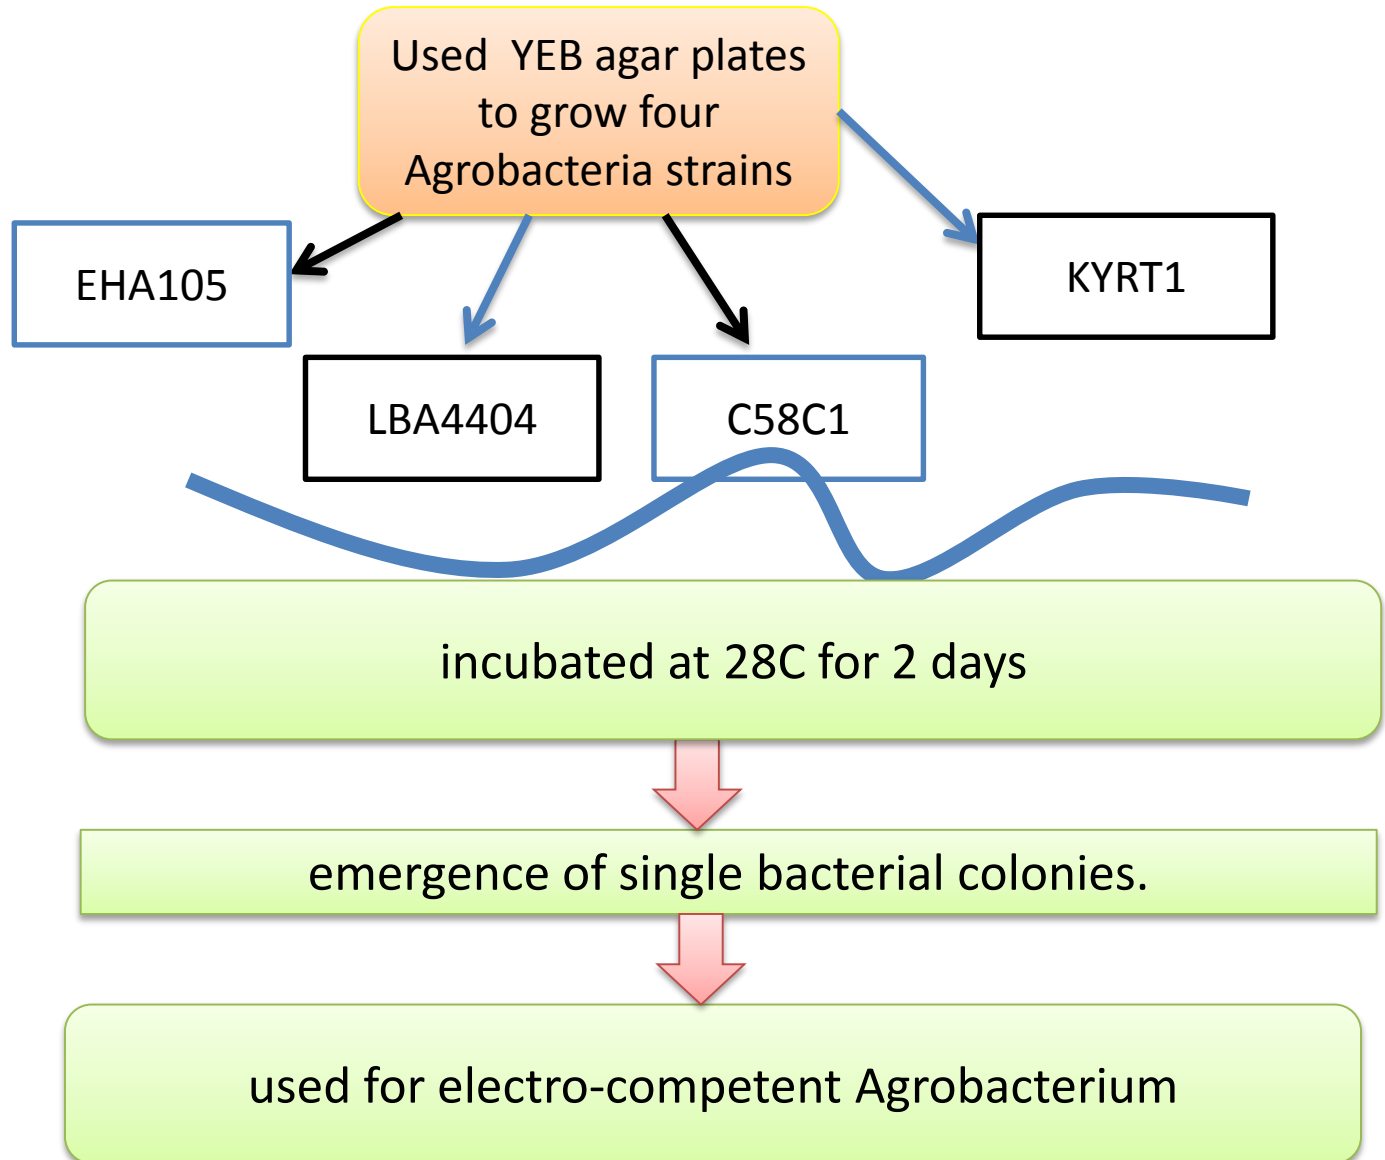 Used YEB agar plates
to grow four
Agrobacteria strains
EHA105
KYRT1
LBA4404
C58C1
incubated at 28C for 2 days
emergence of single bacterial colonies.
used for electro-competent Agrobacterium